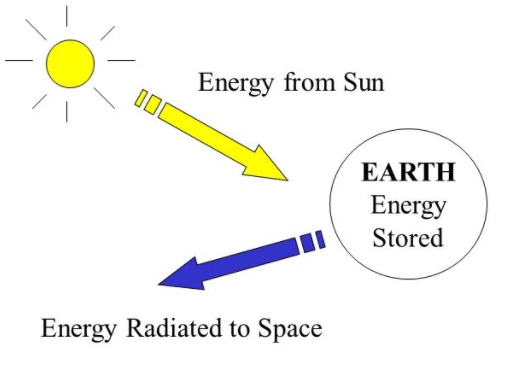 Energy from Sun
EARTH
Energy
Stored
Energy Radiated to Space